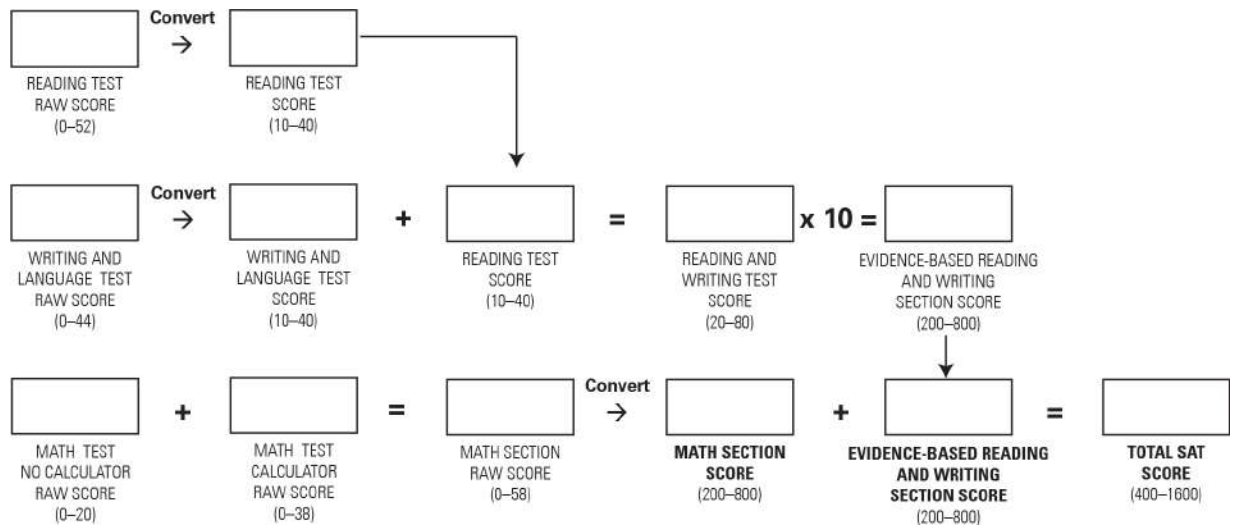 Convert
→
READING TEST
RAW SCORE
(0–52)
READING TEST
SCORE
(10–40)
Convert
→
+
=
x 10 =
WRITING AND
LANGUAGE TEST
RAW SCORE
(0–44)
WRITING AND
LANGUAGE TEST
SCORE
(10–40)
READING TEST
SCORE
(10–40)
READING AND
WRITING TEST
SCORE
(20–80)
EVIDENCE-BASED READING
AND WRITING
SECTION SCORE
(200–800)
+
=
Convert
→
+
=
MATH TEST
NO CALCULATOR
RAW SCORE
(0–20)
MATH TEST
CALCULATOR
RAW SCORE
(0–38)
MATH SECTION
RAW SCORE
(0–58)
MATH SECTION
SCORE
(200–800)
EVIDENCE-BASED READING
AND WRITING
SECTION SCORE
(200–800)
TOTAL SAT
SCORE
(400–1600)